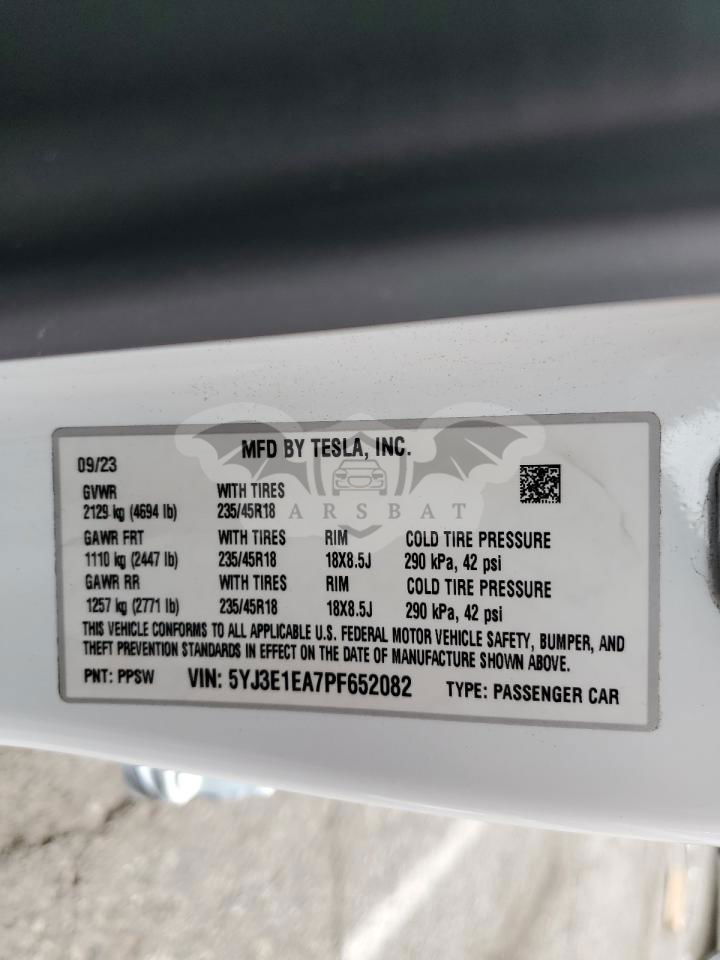 MFD BY TESLA, INC.
09/23
GVWR WITH TIRES
2129 kg (4694 lb) 235/45R18
ARSBAT
GAWR FRT WITH TIRES RIM COLD TIRE PRESSURE
1110 kg (2447 lb) 235/45R18 18X8.5J 290 kPa, 42 psi
GAWR RR WITH TIRES RIM COLD TIRE PRESSURE
1257 kg (2771 lb) 235/45R18 18X8.5J 290 kPa, 42 psi
THIS VEHICLE CONFORMS TO ALL APPLICABLE U.S. FEDERAL MOTOR VEHICLE SAFETY, BUMPER, AND
THEFT PREVENTION STANDARDS IN EFFECT ON THE DATE OF MANUFACTURE SHOWN ABOVE.
PNT: PPSW VIN: 5YJ3E1EA7PF652082 TYPE: PASSENGER CAR